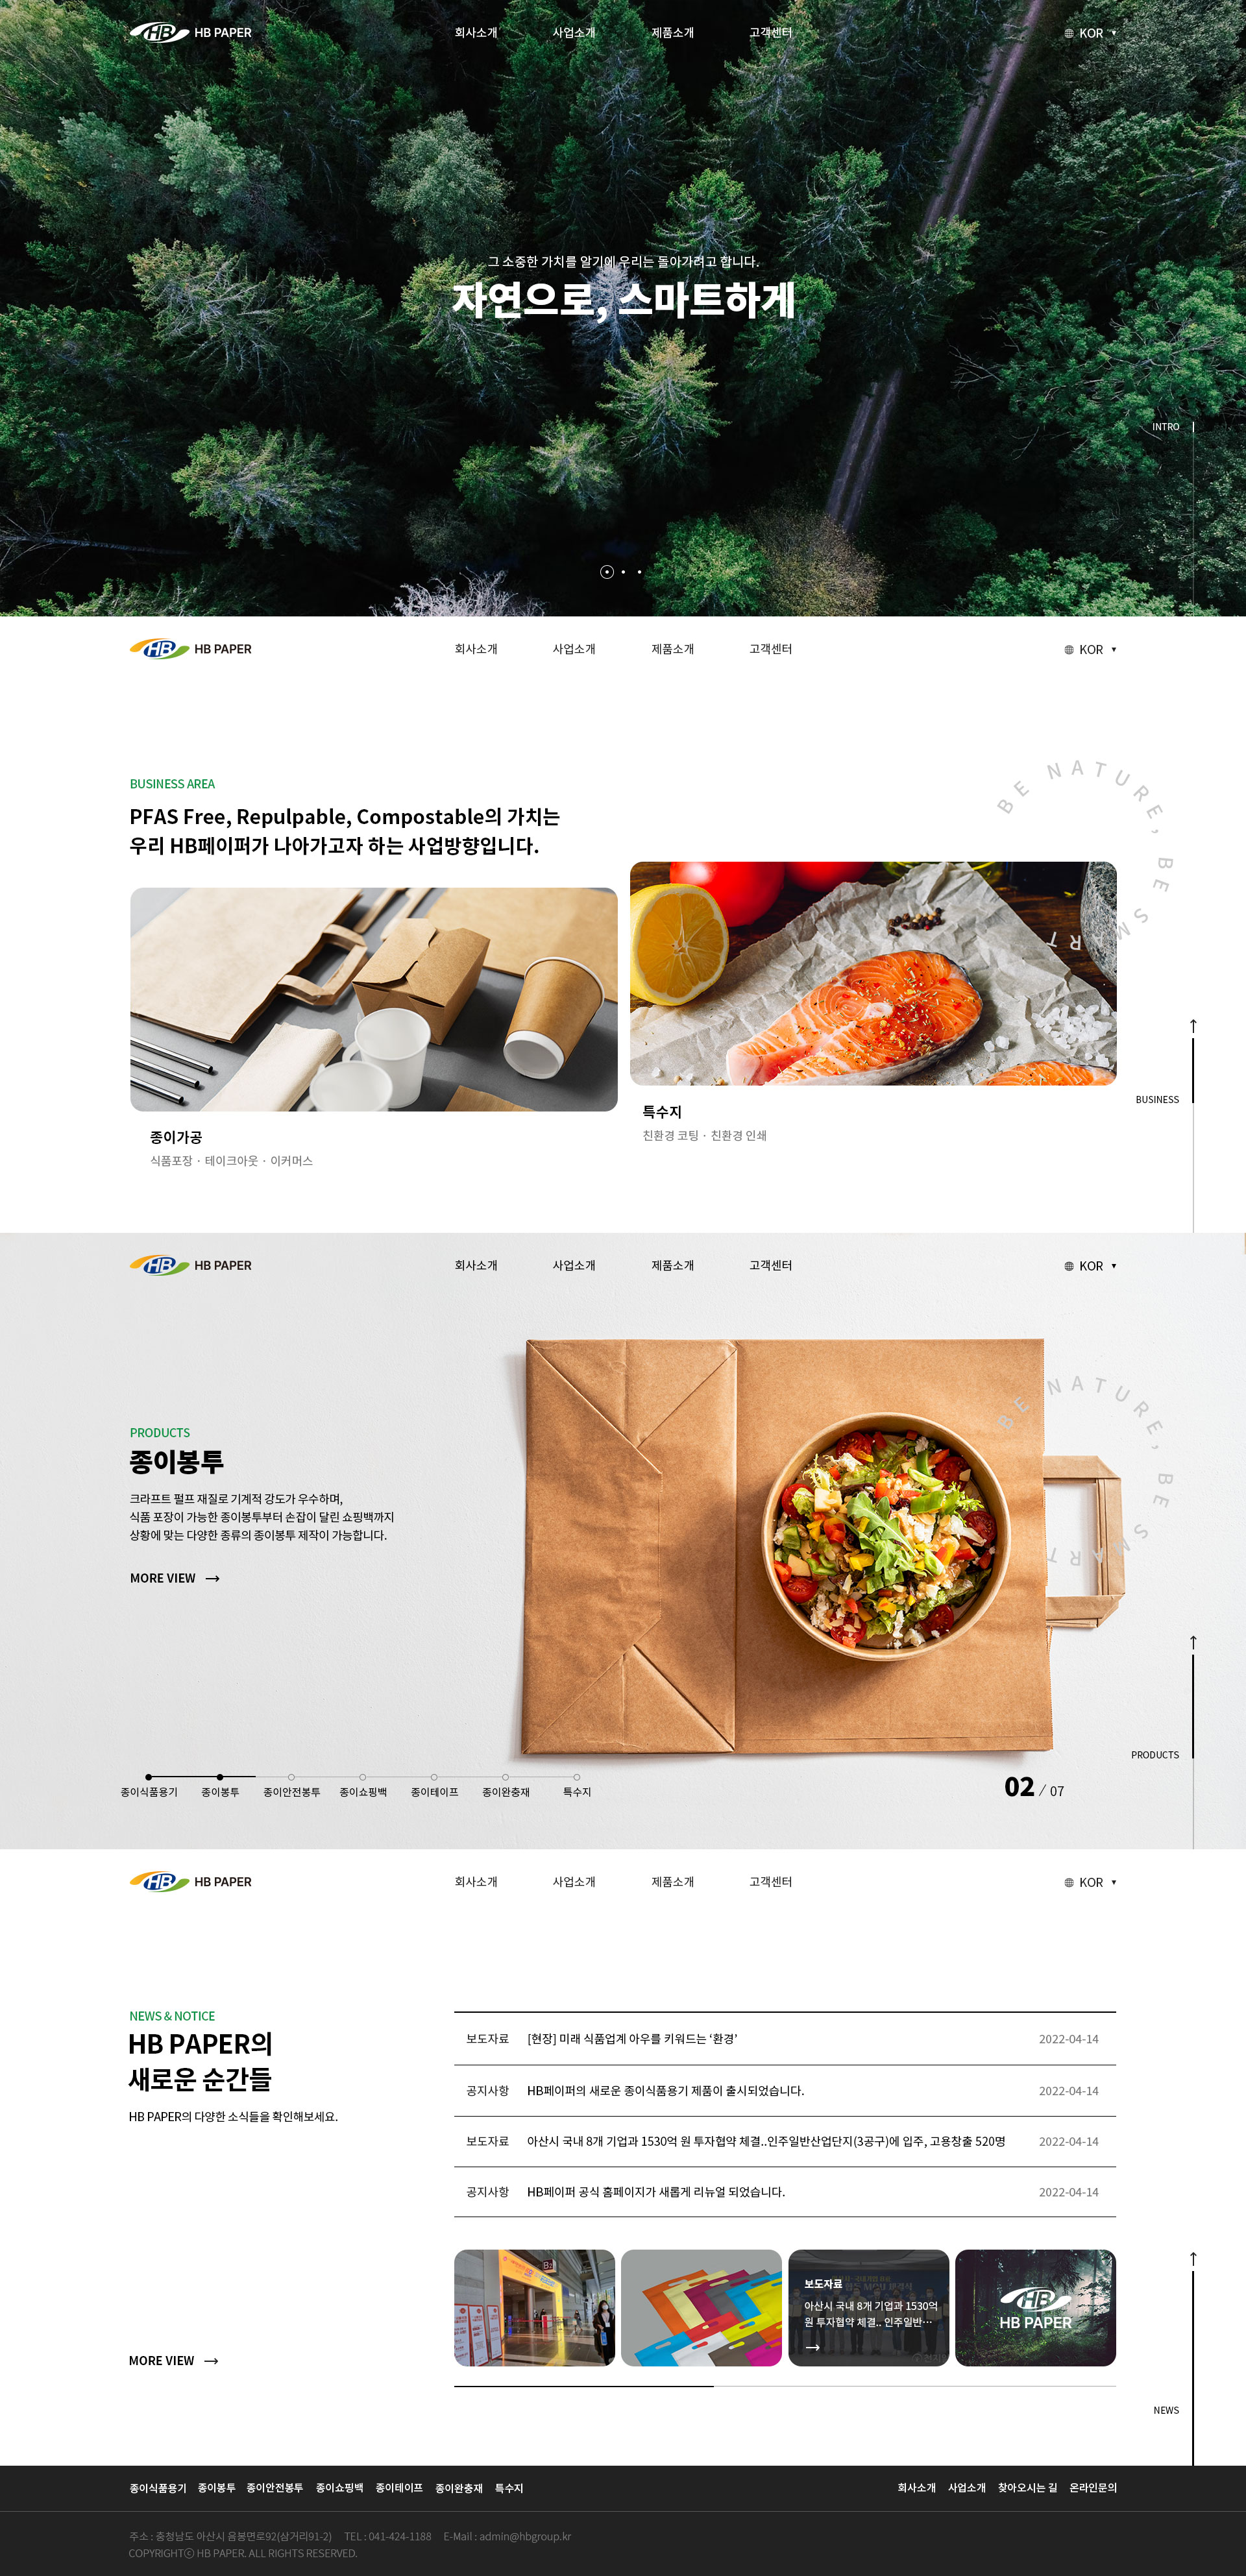 HB HB PAPER
회사소개 사업소개 제품소개 고객센터
KOR
그 소중한 가치를 알기에 우리는 돌아가려고 합니다.
자연으로, 스마트하게
INTRO
HB HB PAPER
회사소개 사업소개 제품소개 고객센터
KOR
BE NATURE, BE SMART
BUSINESS AREA
PFAS Free, Repulpable, Compostable의 가치는
우리 HB페이퍼가 나아가고자 하는 사업방향입니다.
BUSINESS
특수지
친환경 코팅 · 친환경 인쇄
종이가공
식품포장 · 테이크아웃 · 이커머스
HB HB PAPER
회사소개 사업소개 제품소개 고객센터
KOR
BE NATURE, BE SMART
PRODUCTS
종이봉투
크라프트 펄프 재질로 기계적 강도가 우수하며,
식품 포장이 가능한 종이봉투부터 손잡이 달린 쇼핑백까지
상황에 맞는 다양한 종류의 종이봉투 제작이 가능합니다.
MORE VIEW
PRODUCTS
종이식품용기 종이봉투 종이안전봉투 종이쇼핑백 종이테이프 종이완충재 특수지
02 / 07
HB HB PAPER
회사소개 사업소개 제품소개 고객센터
KOR
NEWS & NOTICE
HB PAPER의
새로운 순간들
HB PAPER의 다양한 소식들을 확인해보세요.
보도자료 [현장] 미래 식품업계 아우를 키워드는 ‘환경’ 2022-04-14
공지사항 HB페이퍼의 새로운 종이식품용기 제품이 출시되었습니다. 2022-04-14
보도자료 아산시 국내 8개 기업과 1530억 원 투자협약 체결..인주일반산업단지(3공구)에 입주, 고용창출 520명 2022-04-14
공지사항 HB페이퍼 공식 홈페이지가 새롭게 리뉴얼 되었습니다. 2022-04-14
보도자료
아산시 국내 8개 기업과 1530억
원 투자협약 체결.. 인주일반…
HB
HB PAPER
MORE VIEW
NEWS
종이식품용기 종이봉투 종이안전봉투 종이쇼핑백 종이테이프 종이완충재 특수지
회사소개 사업소개 찾아오시는 길 온라인문의
주소 : 충청남도 아산시 음봉면로92(삼거리91-2) TEL : 041-424-1188 E-Mail : admin@hbgroup.kr
COPYRIGHTⓒ HB PAPER. ALL RIGHTS RESERVED.